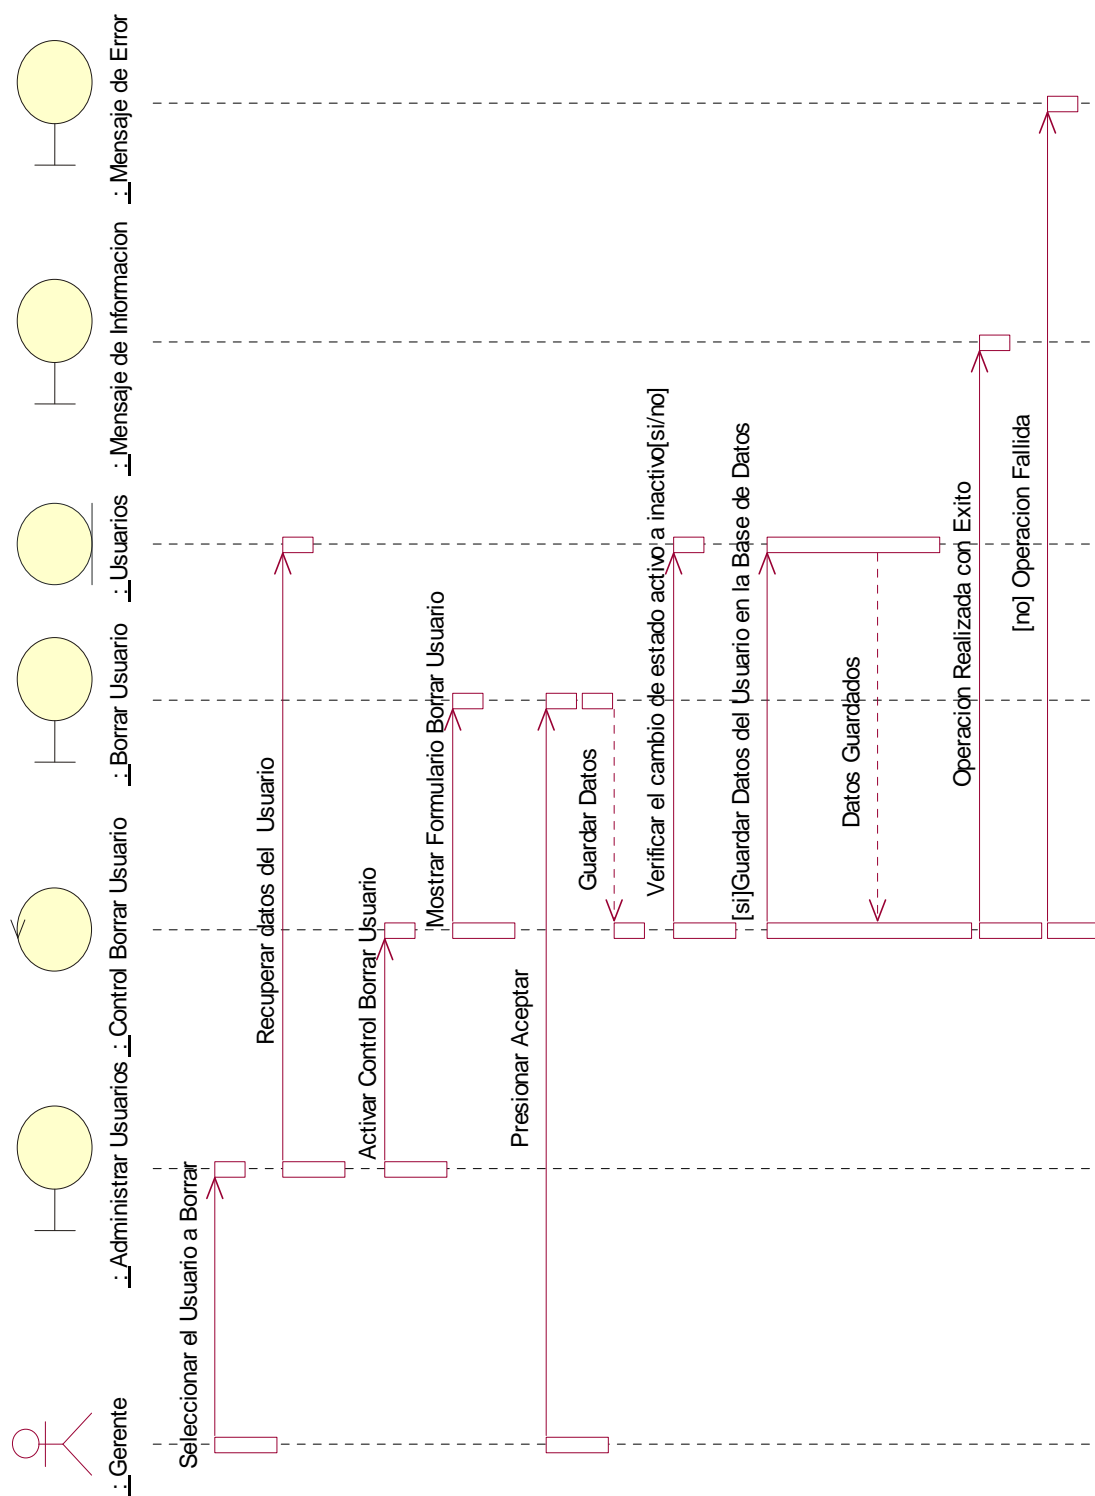 : Gerente
: Administrar Usuarios
: Control Borrar Usuario
: Borrar Usuario
: Usuarios
: Mensaje de Informacion
: Mensaje de Error
Seleccionar el Usuario a Borrar
Recuperar datos del Usuario
Activar Control Borrar Usuario
Mostrar Formulario Borrar Usuario
Presionar Aceptar
Guardar Datos
Verificar el cambio de estado activo a inactivo[si/no]
[si]Guardar Datos del Usuario en la Base de Datos
Datos Guardados
Operacion Realizada con Exito
[no] Operacion Fallida